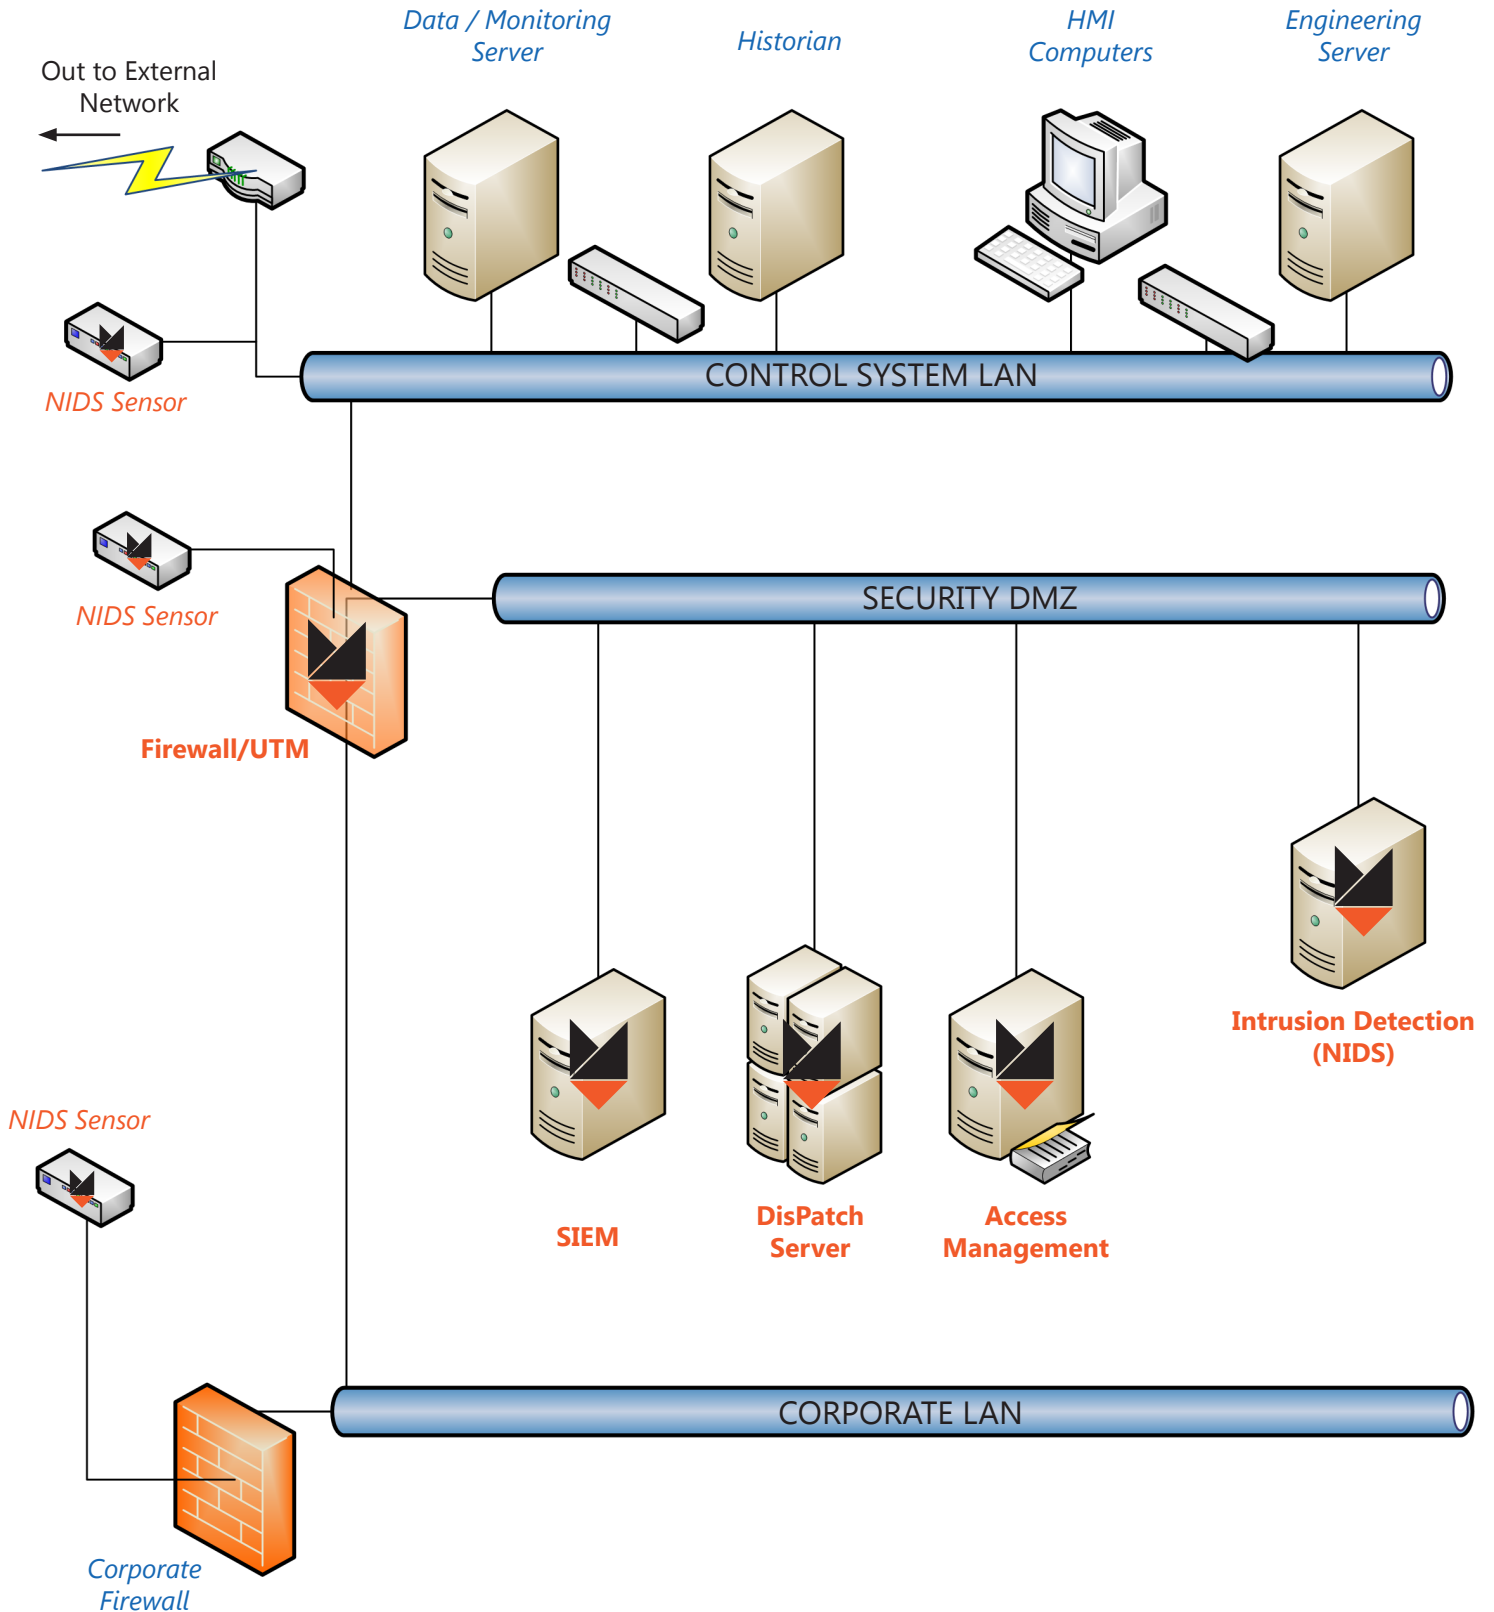 Data / Monitoring
Server
Historian
HMI
Computers
Engineering
Server
Out to External
Network
NIDS Sensor
CONTROL SYSTEM LAN
NIDS Sensor
SECURITY DMZ
Firewall/UTM
Intrusion Detection
(NIDS)
NIDS Sensor
SIEM
DisPatch
Server
Access
Management
CORPORATE LAN
Corporate
Firewall